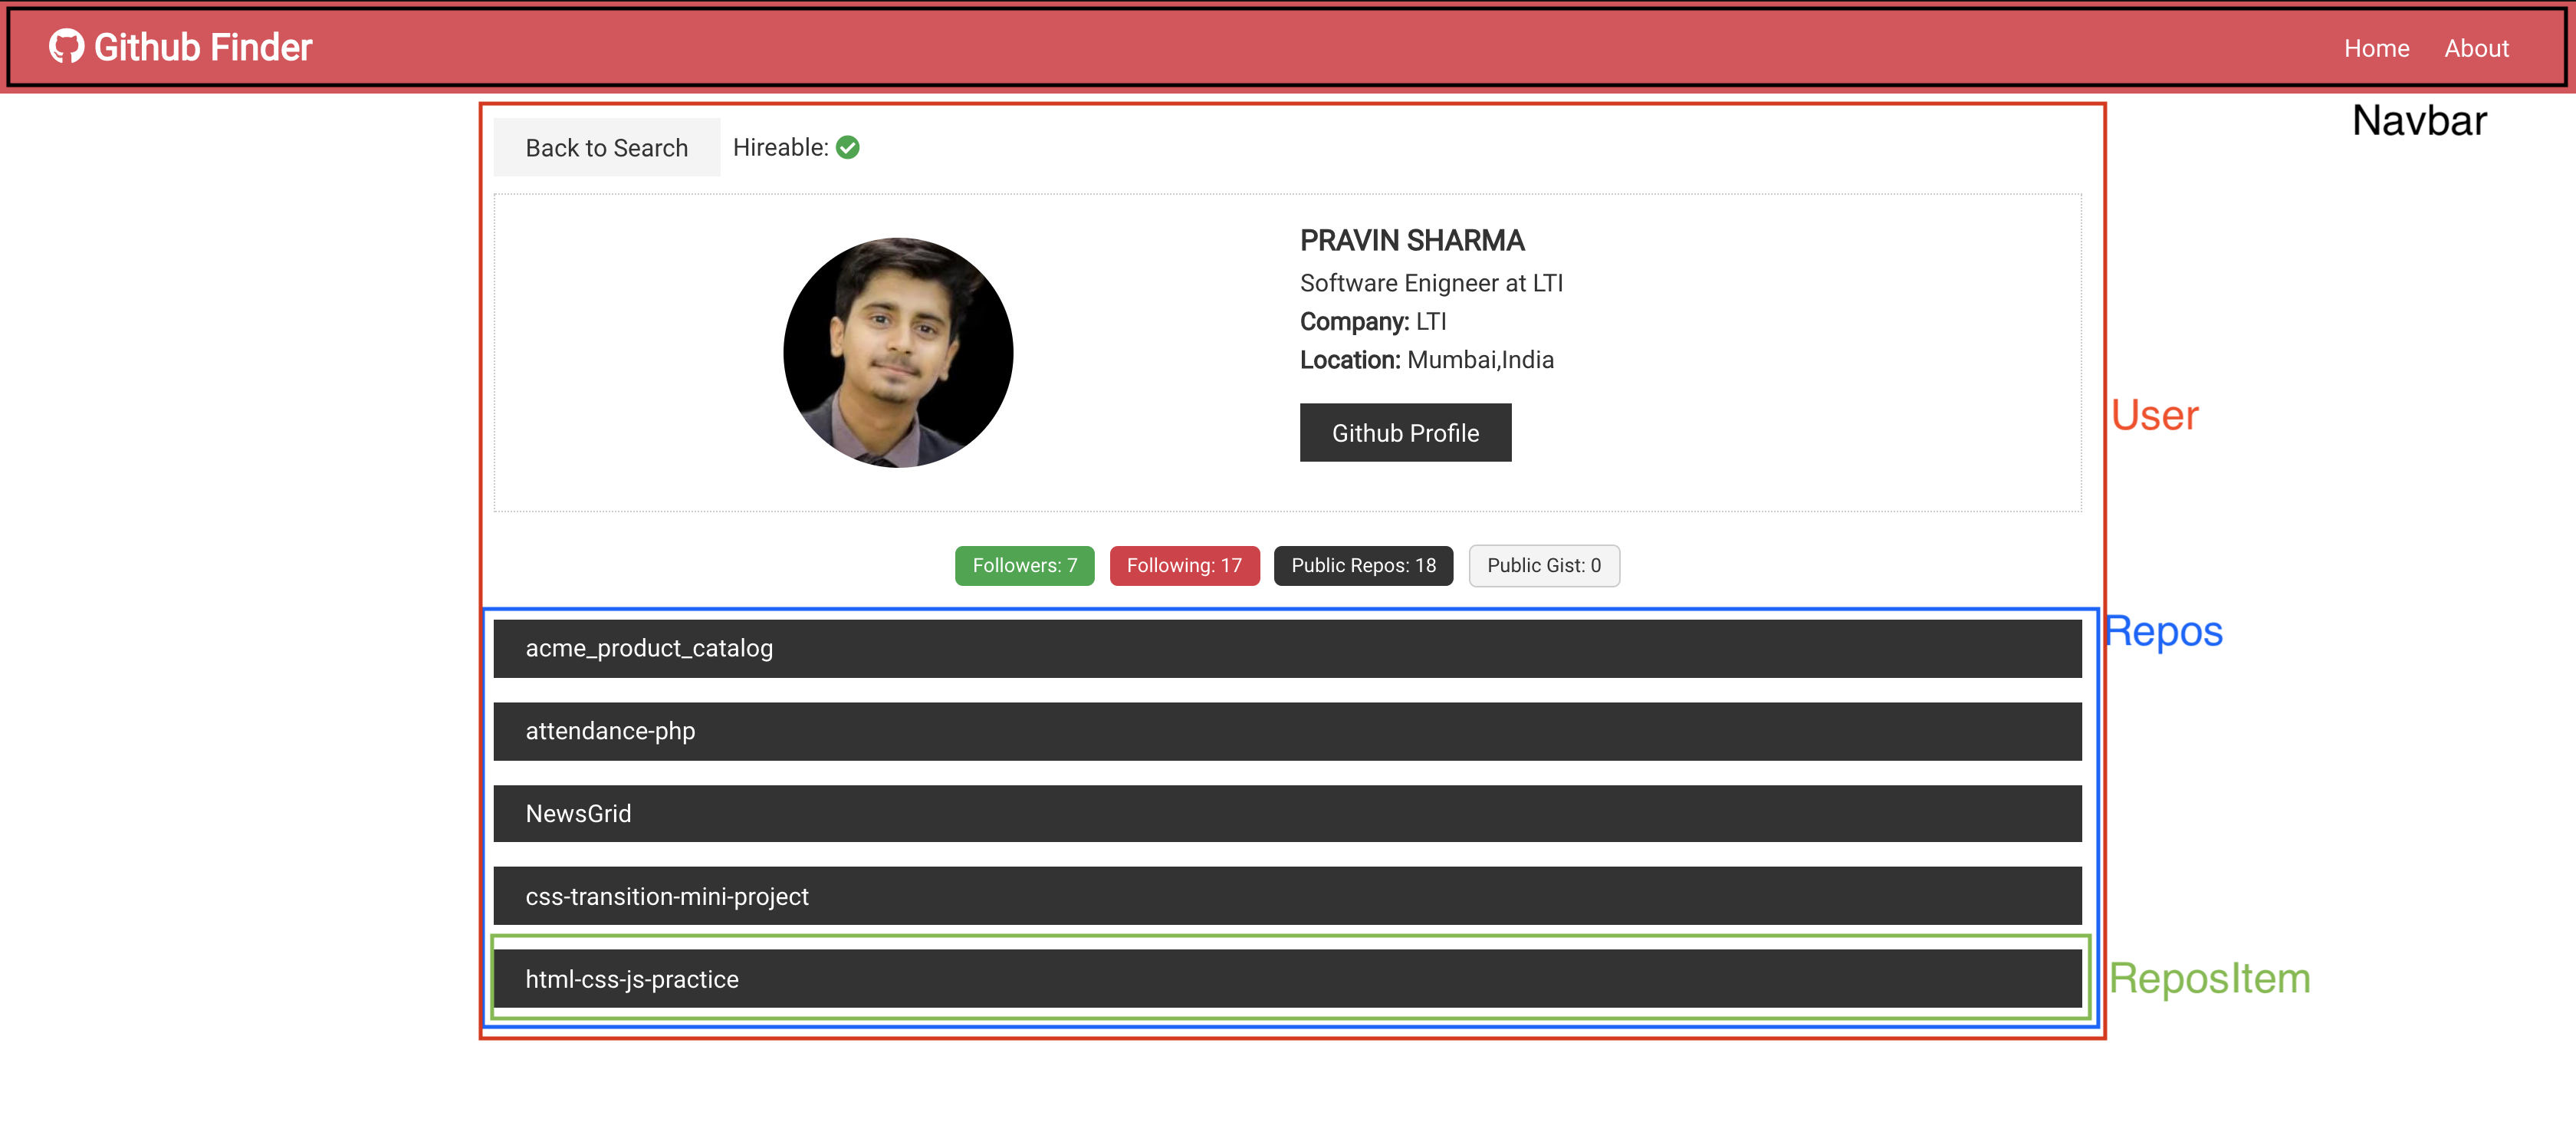 Github Finder
Home About
Navbar
Back to Search Hireable:
PRAVIN SHARMA
Software Enigneer at LTI
Company: LTI
Location: Mumbai,India
Github Profile
User
Followers: 7 Following: 17 Public Repos: 18 Public Gist: 0
Repos
acme_product_catalog
attendance-php
NewsGrid
css-transition-mini-project
html-css-js-practice
ReposItem